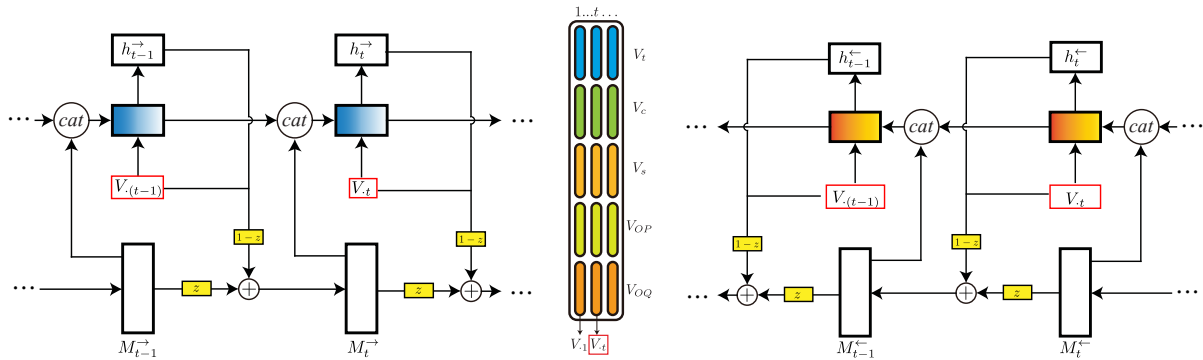 1...t...
h→t−1
h→t
Vt
h←t−1
h←t
... cat cat ...
Vc
... cat cat ...
V·(t−1)
V·t
Vs
V·(t−1)
V·t
VOP
1 − z
1 − z
1 − z
1 − z
... z + z + ...
VOQ
... + z + z ...
M→t−1
M→t
V·1 V·t
M←t−1
M←t